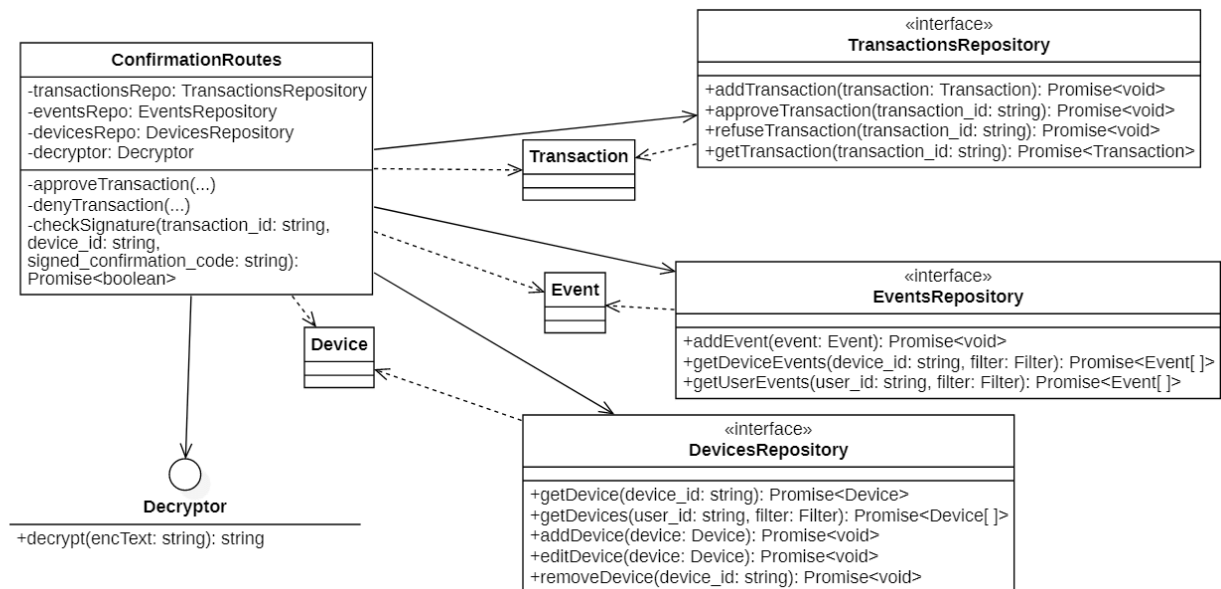 ConfirmationRoutes
-transactionsRepo: TransactionsRepository
-eventsRepo: EventsRepository
-devicesRepo: DevicesRepository
-decryptor: Decryptor
-approveTransaction(...)
-denyTransaction(...)
-checkSignature(transaction_id: string,
device_id: string,
signed_confirmation_code: string):
Promise<boolean>
«interface»
TransactionsRepository
+addTransaction(transaction: Transaction): Promise<void>
+approveTransaction(transaction_id: string): Promise<void>
+refuseTransaction(transaction_id: string): Promise<void>
+getTransaction(transaction_id: string): Promise<Transaction>
Transaction
Event
«interface»
EventsRepository
+addEvent(event: Event): Promise<void>
+getDeviceEvents(device_id: string, filter: Filter): Promise<Event[ ]>
+getUserEvents(user_id: string, filter: Filter): Promise<Event[ ]>
Device
«interface»
DevicesRepository
+getDevice(device_id: string): Promise<Device>
+getDevices(user_id: string, filter: Filter): Promise<Device[ ]>
+addDevice(device: Device): Promise<void>
+editDevice(device: Device): Promise<void>
+removeDevice(device_id: string): Promise<void>
Decryptor
+decrypt(encText: string): string